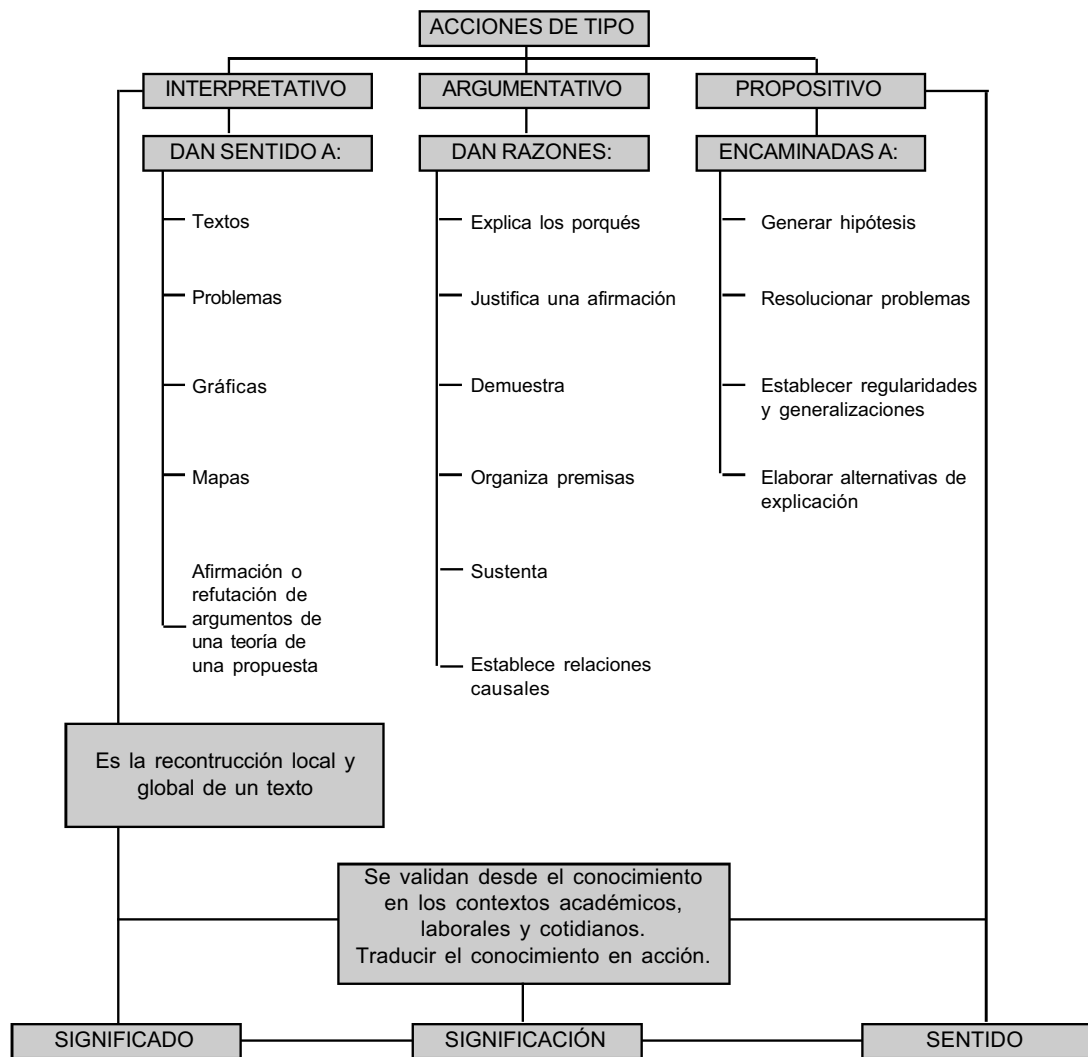 ACCIONES DE TIPO
INTERPRETATIVO
ARGUMENTATIVO
PROPOSITIVO
DAN SENTIDO A:
DAN RAZONES:
ENCAMINADAS A:
Textos
Problemas
Gráficas
Mapas
Afirmación o
refutación de
argumentos de
una teoría de
una propuesta
Explica los porqués
Justifica una afirmación
Demuestra
Organiza premisas
Sustenta
Establece relaciones
causales
Generar hipótesis
Resolucionar problemas
Establecer regularidades
y generalizaciones
Elaborar alternativas de
explicación
Es la recontrucción local y
global de un texto
Se validan desde el conocimiento
en los contextos académicos,
laborales y cotidianos.
Traducir el conocimiento en acción.
SIGNIFICADO
SIGNIFICACIÓN
SENTIDO